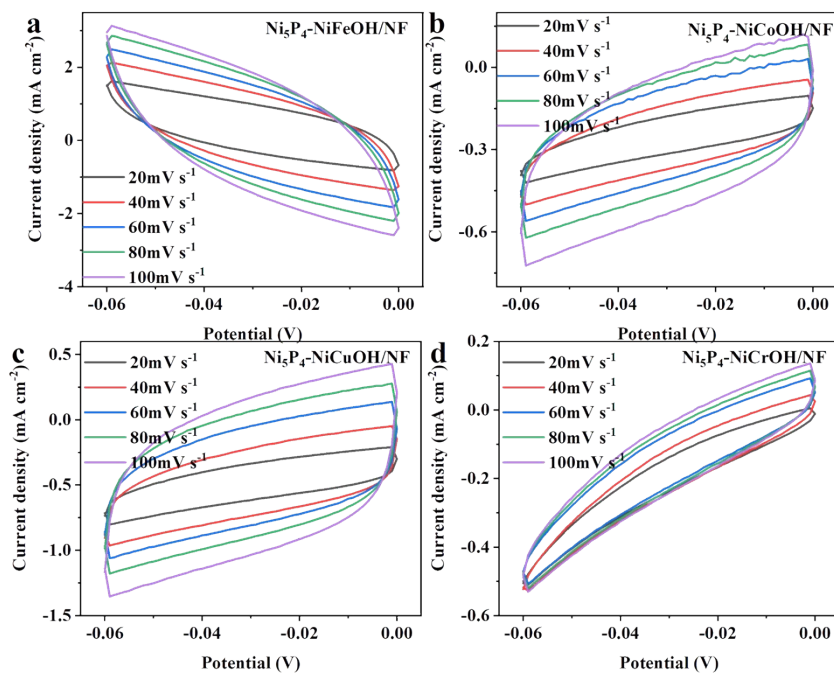 a
Ni₅P₄-NiFeOH/NF
Current density (mA cm⁻²)
2
0
-2
-4
20mV s⁻¹
40mV s⁻¹
60mV s⁻¹
80mV s⁻¹
100mV s⁻¹
-0.06
-0.04
-0.02
0.00
Potential (V)
b
Ni₅P₄-NiCoOH/NF
Current density (mA cm⁻²)
0.0
-0.3
-0.6
20mV s⁻¹
40mV s⁻¹
60mV s⁻¹
80mV s⁻¹
100mV s⁻¹
-0.06
-0.04
-0.02
0.00
Potential (V)
c
Ni₅P₄-NiCuOH/NF
Current density (mA cm⁻²)
0.5
0.0
-0.5
-1.0
-1.5
20mV s⁻¹
40mV s⁻¹
60mV s⁻¹
80mV s⁻¹
100mV s⁻¹
-0.06
-0.04
-0.02
0.00
Potential (V)
d
Ni₅P₄-NiCrOH/NF
Current density (mA cm⁻²)
0.2
0.0
-0.2
-0.4
-0.6
20mV s⁻¹
40mV s⁻¹
60mV s⁻¹
80mV s⁻¹
100mV s⁻¹
-0.06
-0.04
-0.02
0.00
Potential (V)